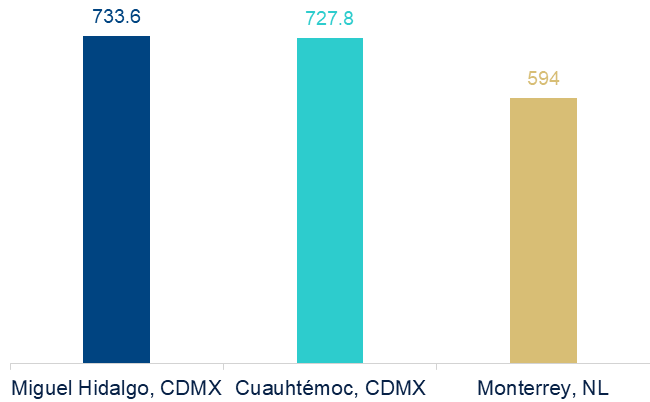 733.6
727.8
594
Miguel Hidalgo, CDMX
Cuauhtémoc, CDMX
Monterrey, NL